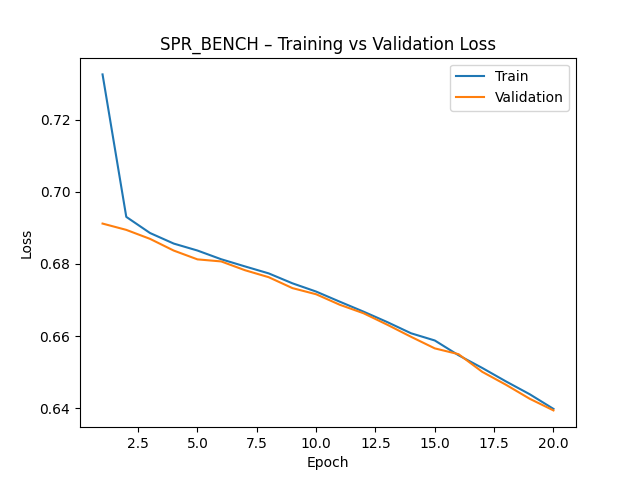 SPR_BENCH – Training vs Validation Loss
Train
Validation
0.72
0.70
0.68
0.66
0.64
Loss
2.5 5.0 7.5 10.0 12.5 15.0 17.5 20.0
Epoch